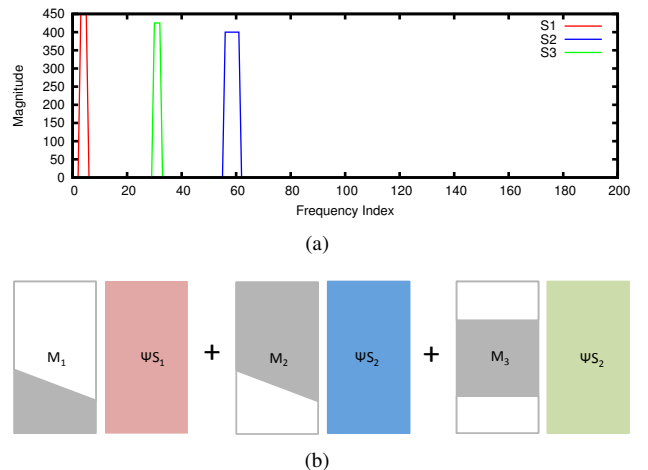 450
400
350
300
250
200
150
100
50
0
Magnitude
S1
S2
S3
0 20 40 60 80 100 120 140 160 180 200
Frequency Index
(a)
M₁ ΨS₁ + M₂ ΨS₂ + M₃ ΨS₂
(b)